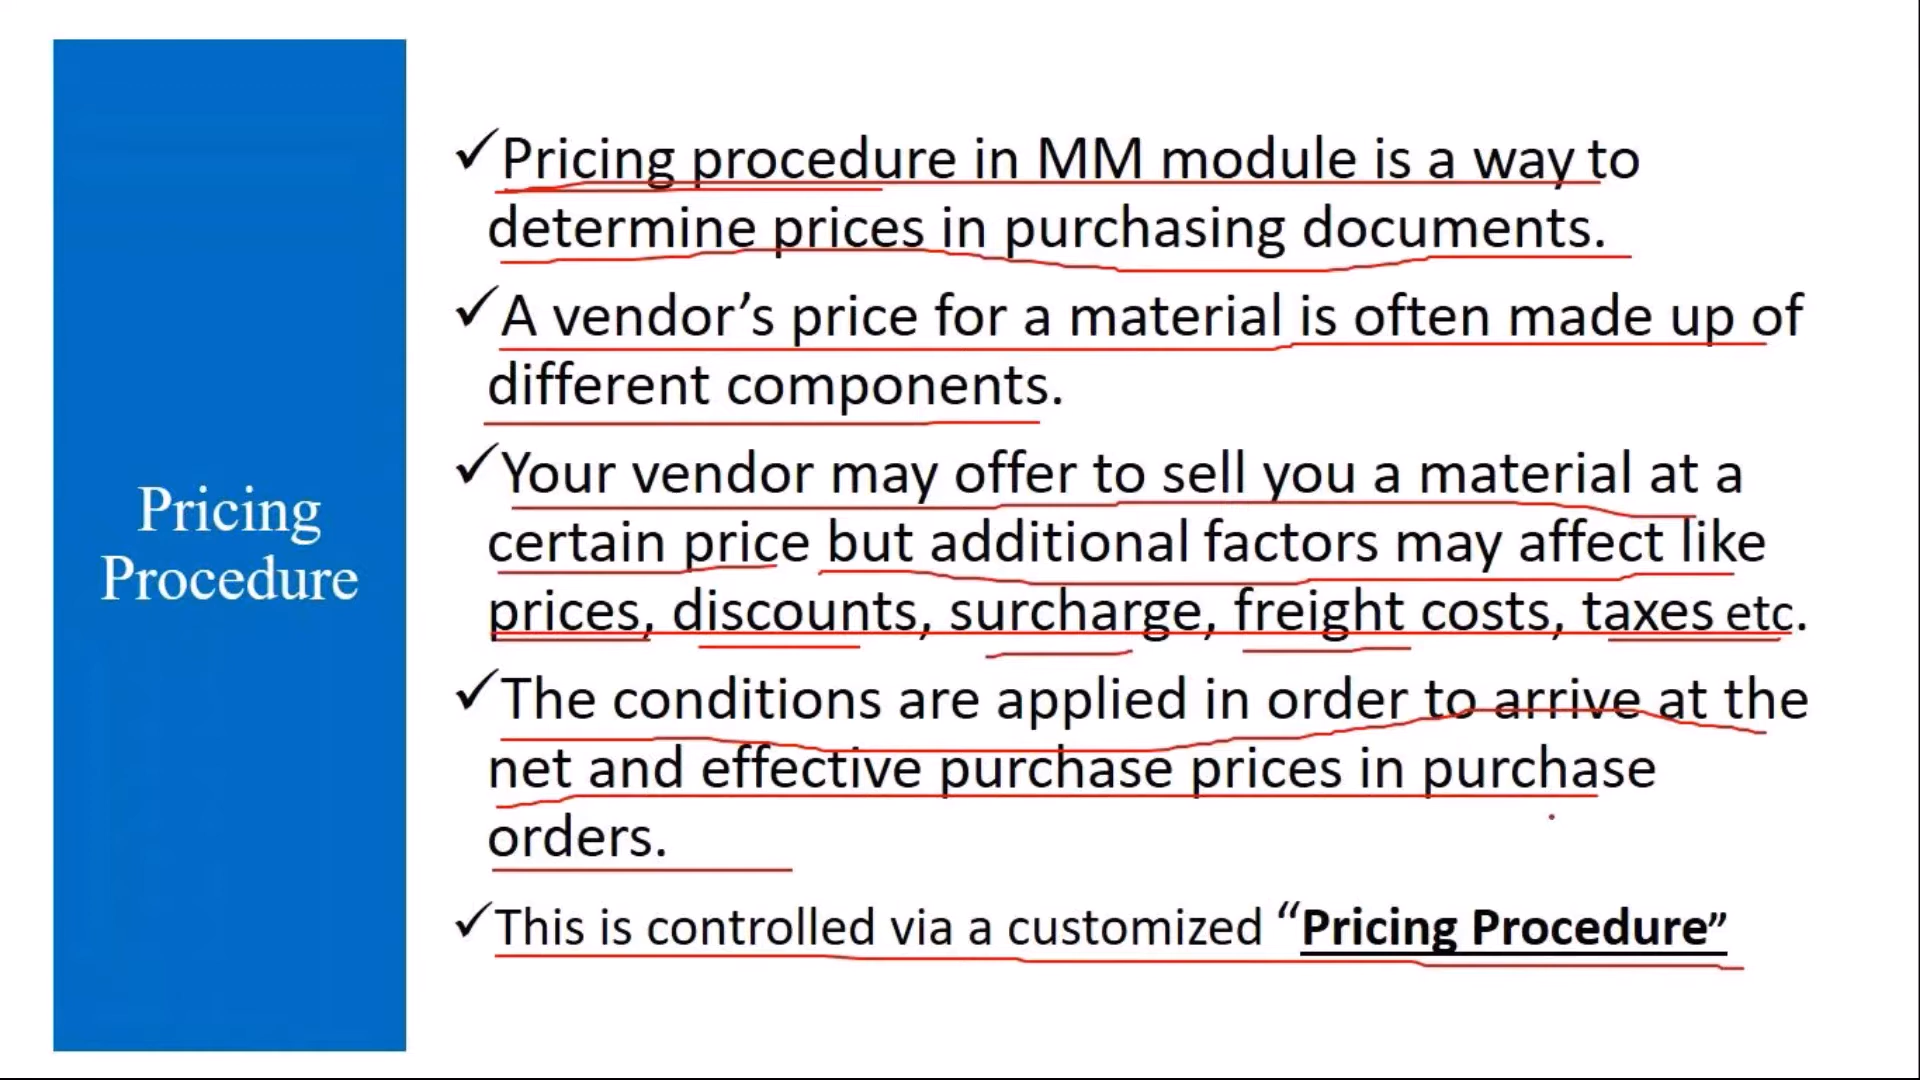 Pricing
Procedure
✓Pricing procedure in MM module is a way to
determine prices in purchasing documents.
✓A vendor’s price for a material is often made up of
different components.
✓Your vendor may offer to sell you a material at a
certain price but additional factors may affect like
prices, discounts, surcharge, freight costs, taxes etc.
✓The conditions are applied in order to arrive at the
net and effective purchase prices in purchase
orders.
✓This is controlled via a customized “Pricing Procedure”